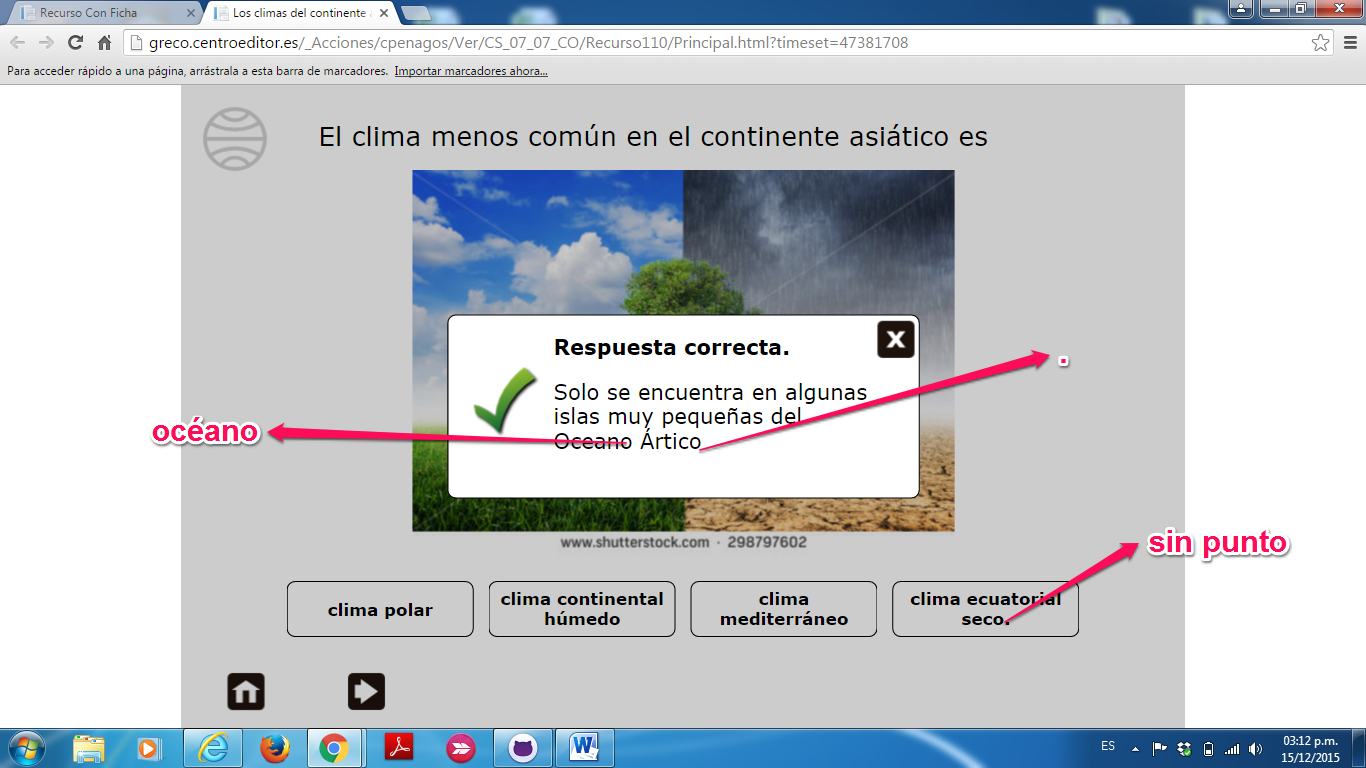 Recurso Con Ficha
Los climas del continente a
greco.centroeditor.es/_Acciones/cpenagos/Ver/CS_07_07_CO/Recurso110/Principal.html?timeset=47381708
Para acceder rápido a una página, arrástrala a esta barra de marcadores. Importar marcadores ahora...
El clima menos común en el continente asiático es
Respuesta correcta.
Solo se encuentra en algunas
islas muy pequeñas del
Oceano Ártico
océano
.
www.shutterstock.com · 298797602
sin punto
clima polar
clima continental
húmedo
clima
mediterráneo
clima ecuatorial
seco.
ES
03:12 p.m.
15/12/2015